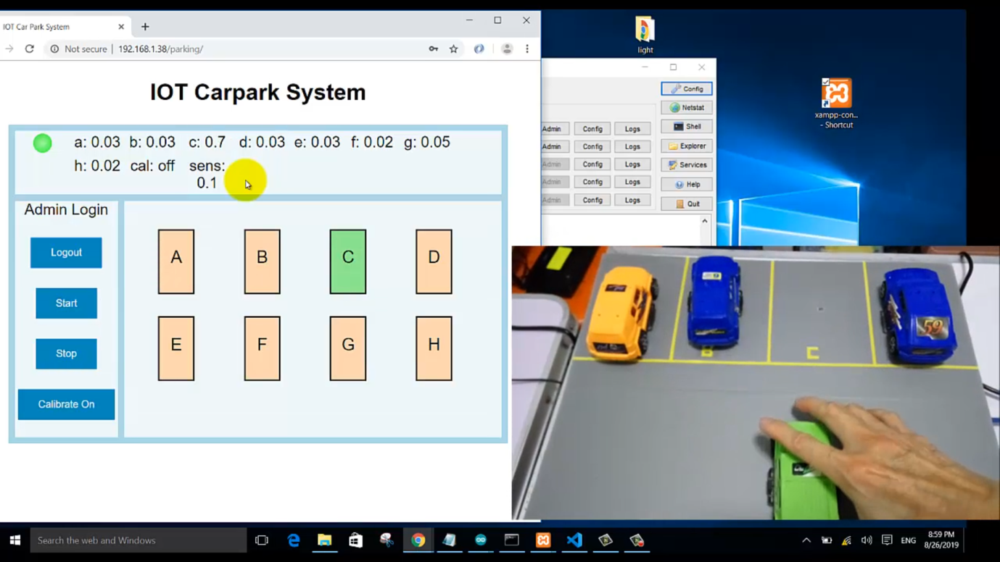 IOT Car Park System
Not secure | 192.168.1.38/parking/
IOT Carpark System
a: 0.03 b: 0.03 c: 0.7 d: 0.03 e: 0.03 f: 0.02 g: 0.05
h: 0.02 cal: off sens:
0.1
Admin Login
Logout
Start
Stop
Calibrate On
A
B
C
D
E
F
G
H
light
xampp-con...
- Shortcut
Config
Netstat
Shell
Explorer
Services
Help
Quit
Admin Config Logs
Admin Config Logs
Admin Config Logs
Admin Config Logs
Admin Config Logs
B
C
59
Search the web and Windows
ENG
8:59 PM
8/26/2019